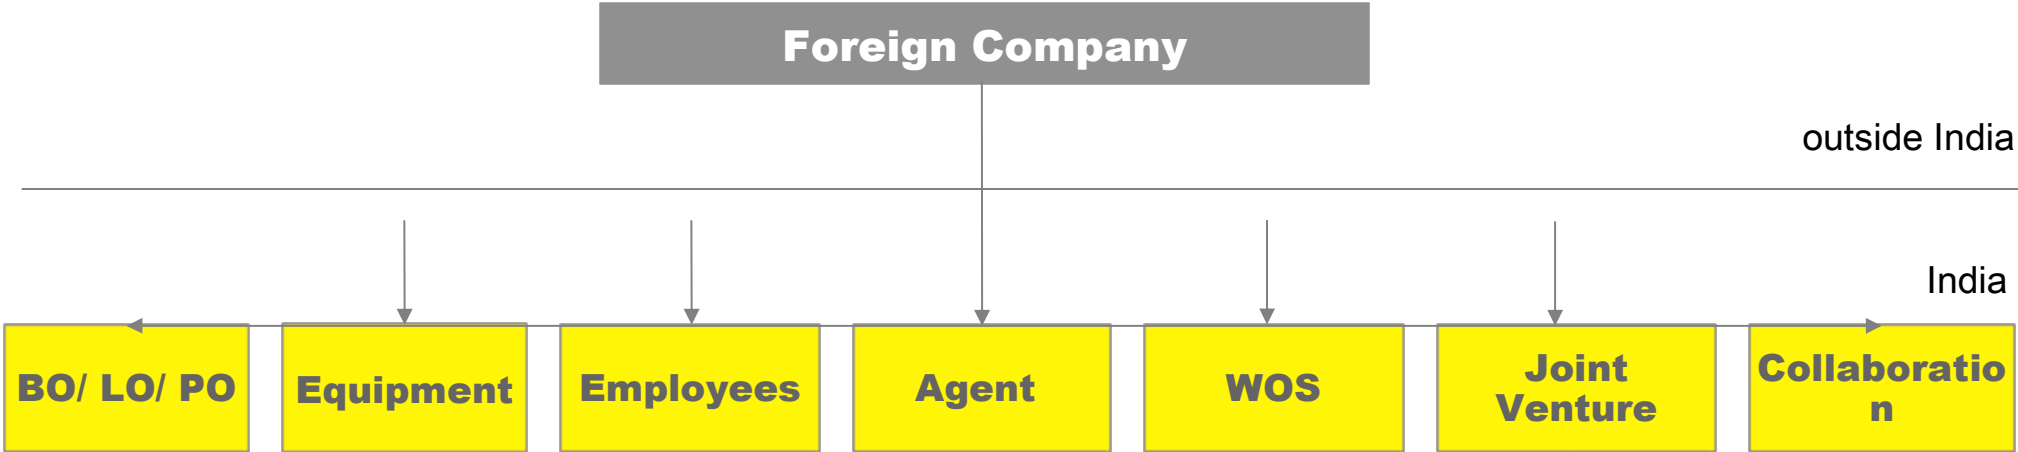 Foreign Company
outside India
India
BO/ LO/ PO
Equipment
Employees
Agent
WOS
Joint
Venture
Collaboratio
n